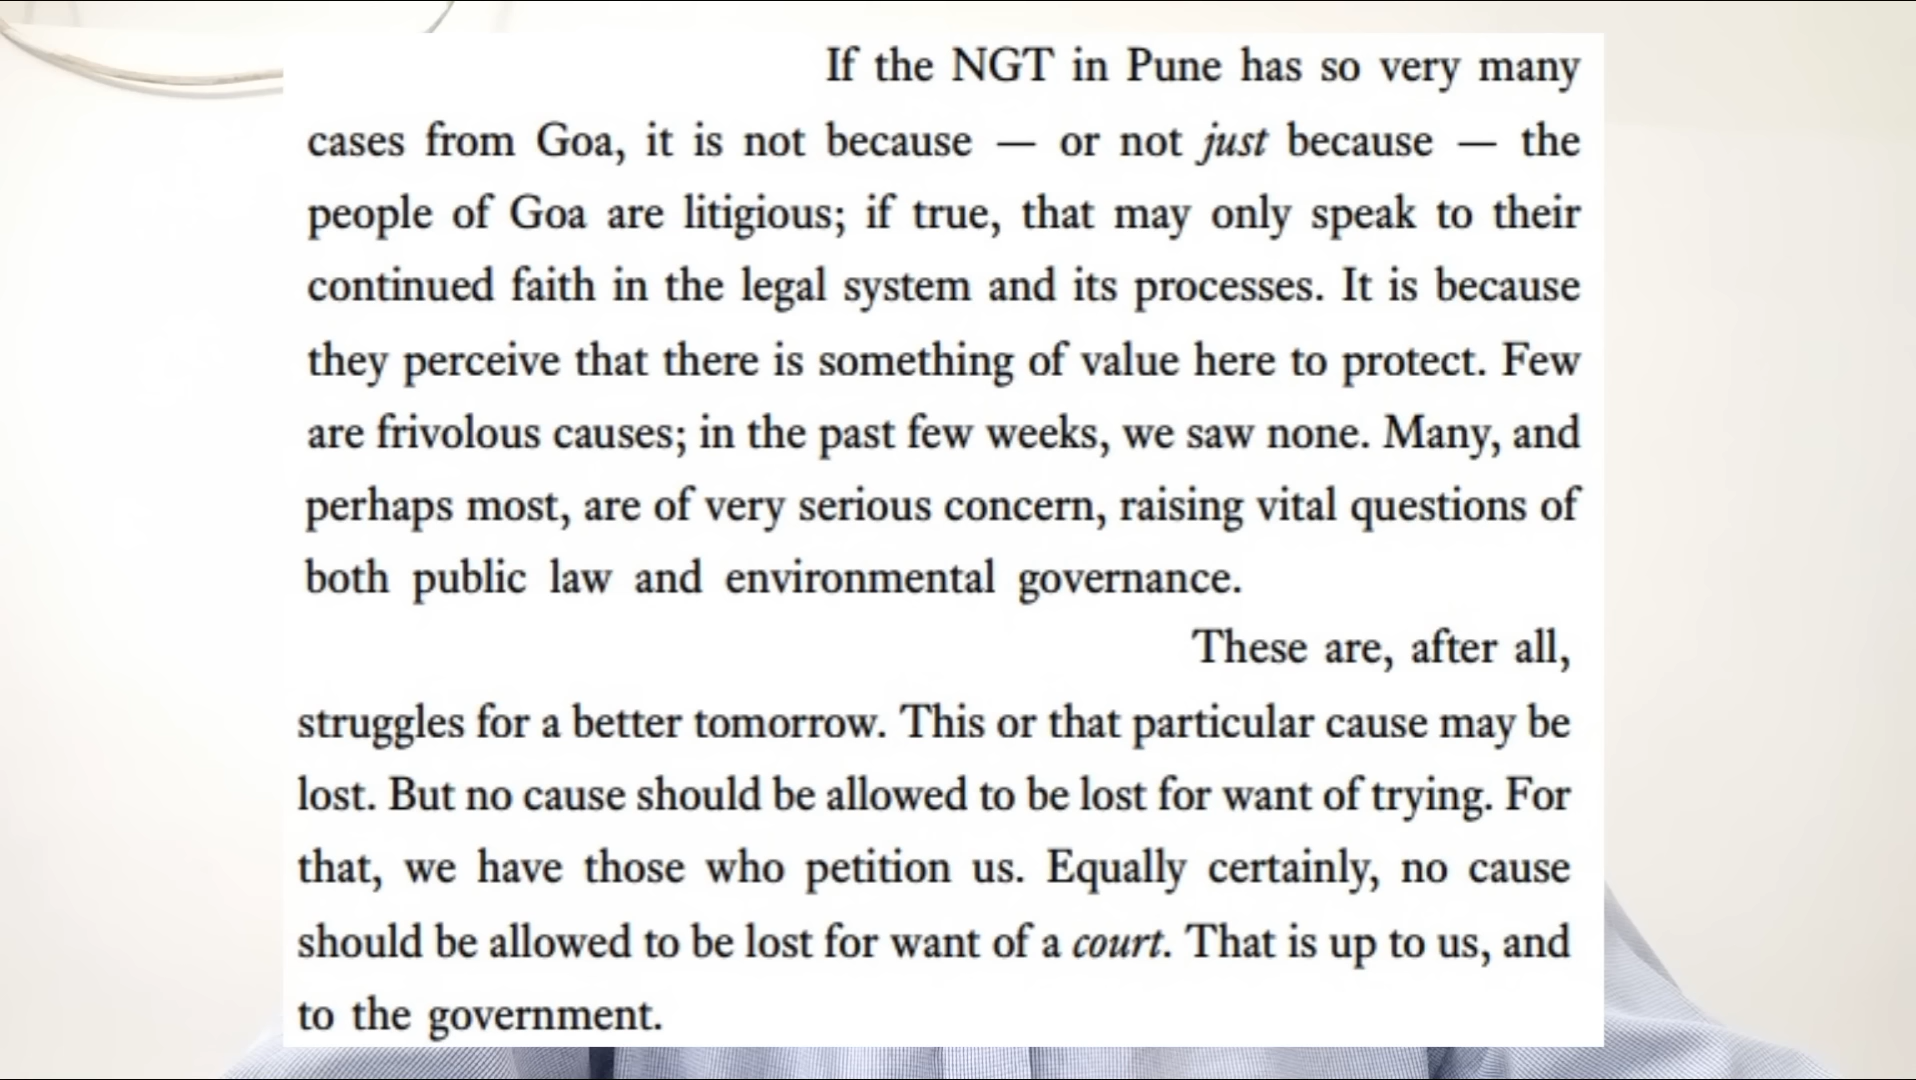 If the NGT in Pune has so very many
cases from Goa, it is not because — or not just because — the
people of Goa are litigious; if true, that may only speak to their
continued faith in the legal system and its processes. It is because
they perceive that there is something of value here to protect. Few
are frivolous causes; in the past few weeks, we saw none. Many, and
perhaps most, are of very serious concern, raising vital questions of
both public law and environmental governance.
These are, after all,
struggles for a better tomorrow. This or that particular cause may be
lost. But no cause should be allowed to be lost for want of trying. For
that, we have those who petition us. Equally certainly, no cause
should be allowed to be lost for want of a court. That is up to us, and
to the government.